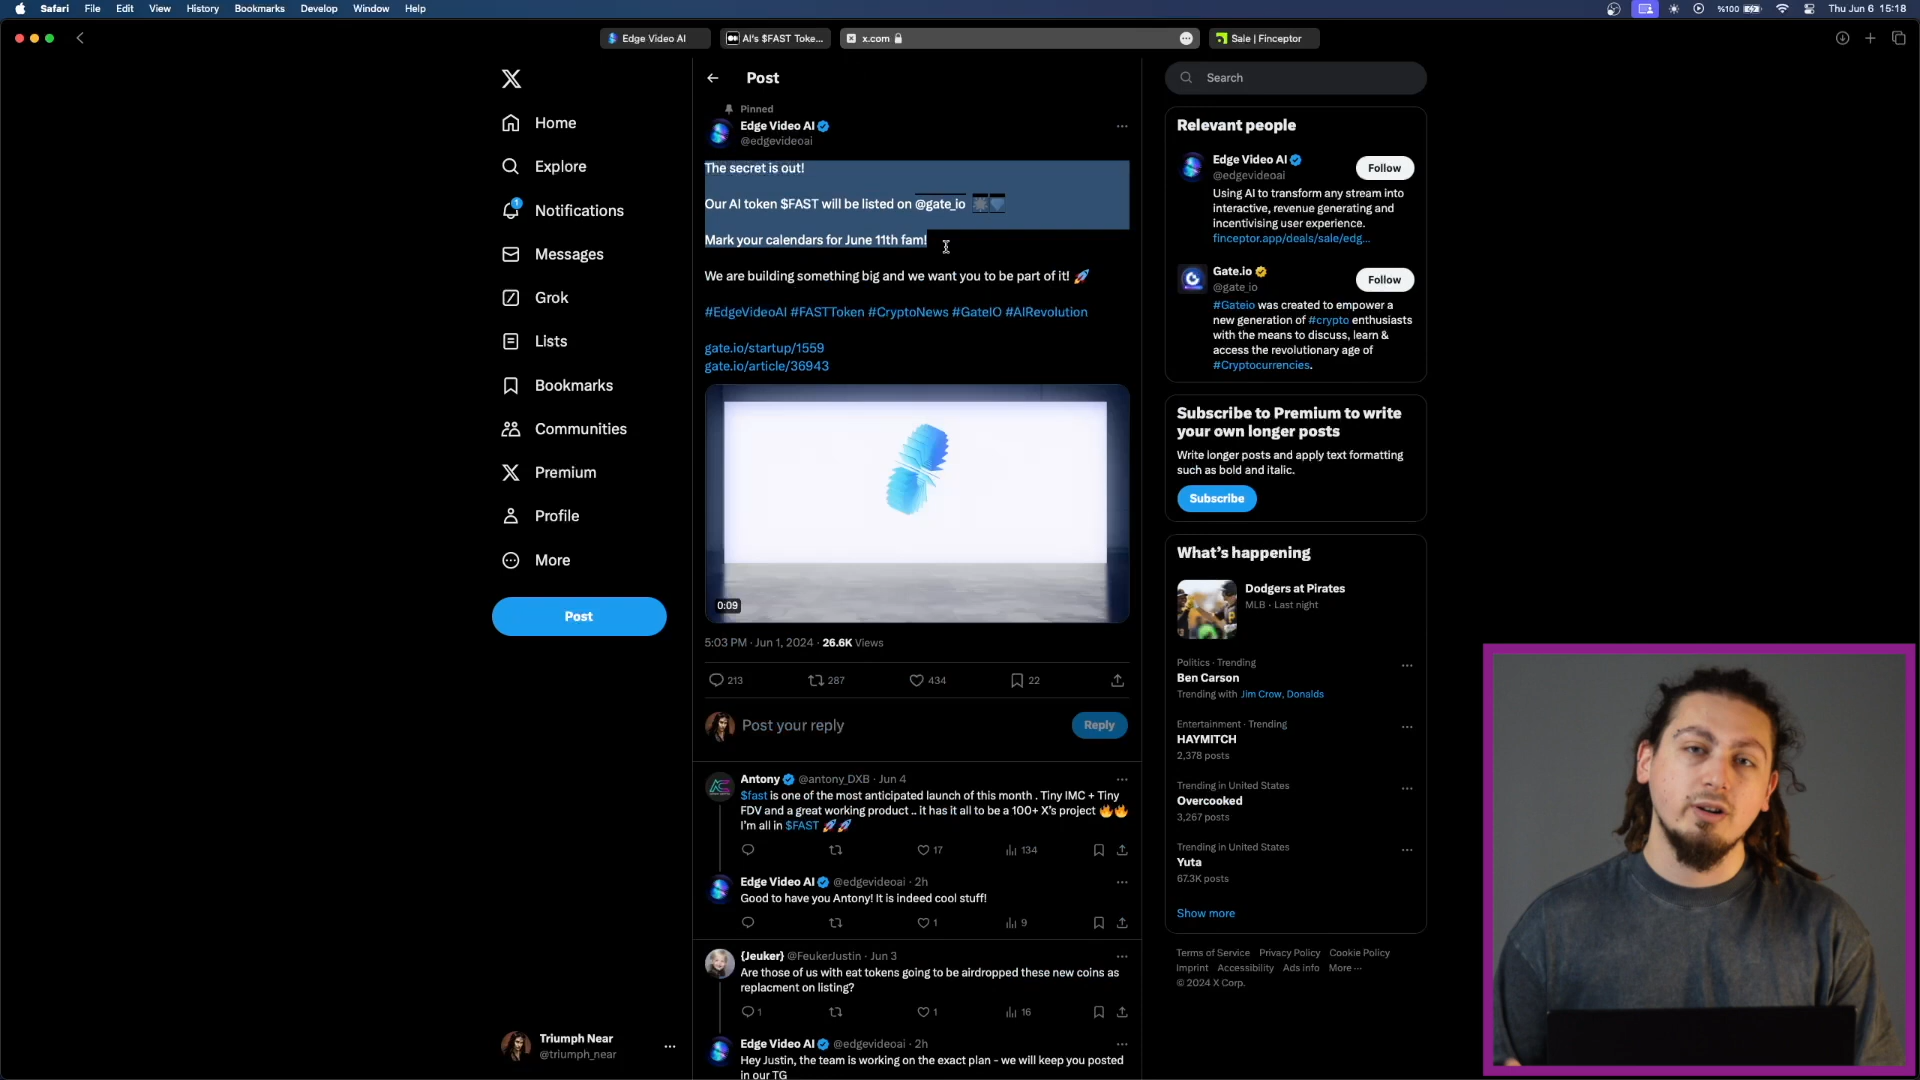 Safari File Edit View History Bookmarks Develop Window Help
%100 Thu Jun 6 15:18
Edge Video AI
AI's $FAST Toke...
x.com
Sale | Finceptor
Home
Explore
1
Notifications
Messages
Grok
Lists
Bookmarks
Communities
Premium
Profile
More
Post
Triumph Near
@triumph_near
Post
Pinned
Edge Video AI
@edgevideoai
The secret is out!
Our AI token $FAST will be listed on @gate_io
Mark your calendars for June 11th fam!
We are building something big and we want you to be part of it! 🚀
#EdgeVideoAI #FASTToken #CryptoNews #GateIO #AIRevolution
gate.io/startup/1559
gate.io/article/36943
0:09
5:03 PM · Jun 1, 2024 · 26.6K Views
213 287 434 22
Post your reply
Reply
Antony @antony_DXB · Jun 4
$fast is one of the most anticipated launch of this month . Tiny IMC + Tiny
FDV and a great working product .. it has it all to be a 100+ X's project 🔥🔥
I'm all in $FAST 🚀🚀
17 134
Edge Video AI @edgevideoai · 2h
Good to have you Antony! It is indeed cool stuff!
1 9
{Jeuker} @FeukerJustin · Jun 3
Are those of us with eat tokens going to be airdropped these new coins as
replacment on listing?
1 1 16
Edge Video AI @edgevideoai · 2h
Hey Justin, the team is working on the exact plan - we will keep you posted
in our TG
Search
Relevant people
Edge Video AI
@edgevideoai
Follow
Using AI to transform any stream into
interactive, revenue generating and
incentivising user experience.
finceptor.app/deals/sale/edg...
Gate.io
@gate_io
Follow
#Gateio was created to empower a
new generation of #crypto enthusiasts
with the means to discuss, learn &
access the revolutionary age of
#Cryptocurrencies.
Subscribe to Premium to write
your own longer posts
Write longer posts and apply text formatting
such as bold and italic.
Subscribe
What's happening
Dodgers at Pirates
MLB · Last night
Politics · Trending
Ben Carson
Trending with Jim Crow, Donalds
Entertainment · Trending
HAYMITCH
2,378 posts
Trending in United States
Overcooked
3,267 posts
Trending in United States
Yuta
67.3K posts
Show more
Terms of Service Privacy Policy Cookie Policy
Imprint Accessibility Ads info More ···
© 2024 X Corp.